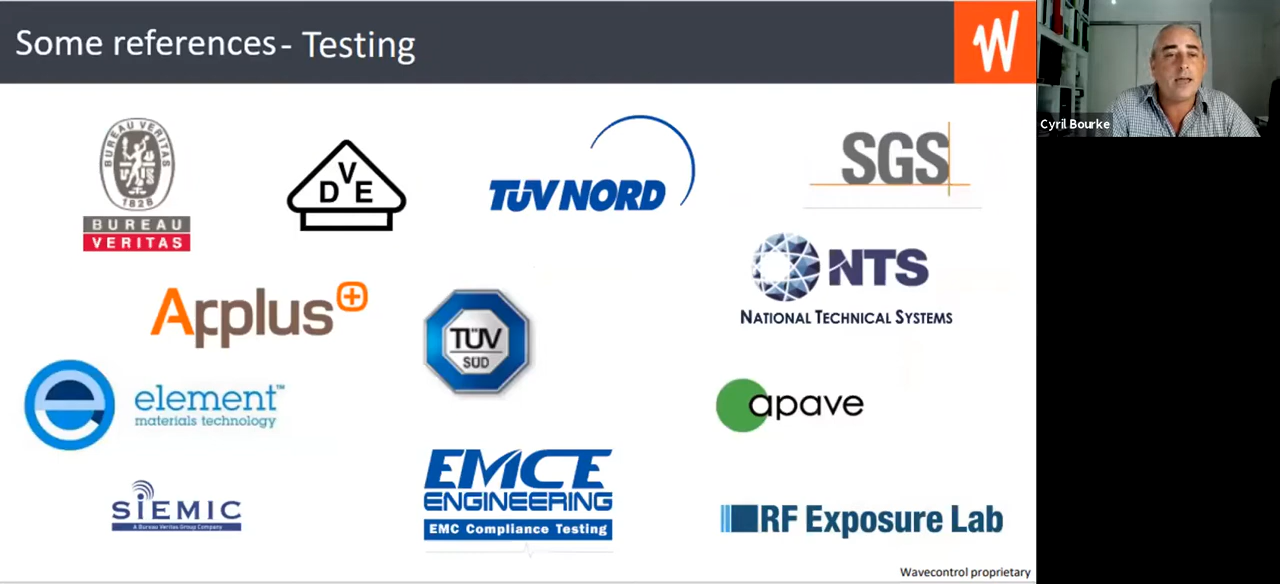 Some references - Testing
W
Cyril Bourke
BUREAU VERITAS
1828
BUREAU
VERITAS
V
D E
TÜV NORD
SGS
NTS
NATIONAL TECHNICAL SYSTEMS
Applus+
TÜV
SÜD
element™
materials technology
apave
SIEMIC
A Bureau Veritas Group Company
EMCE
ENGINEERING
EMC Compliance Testing
RF Exposure Lab
Wavecontrol proprietary